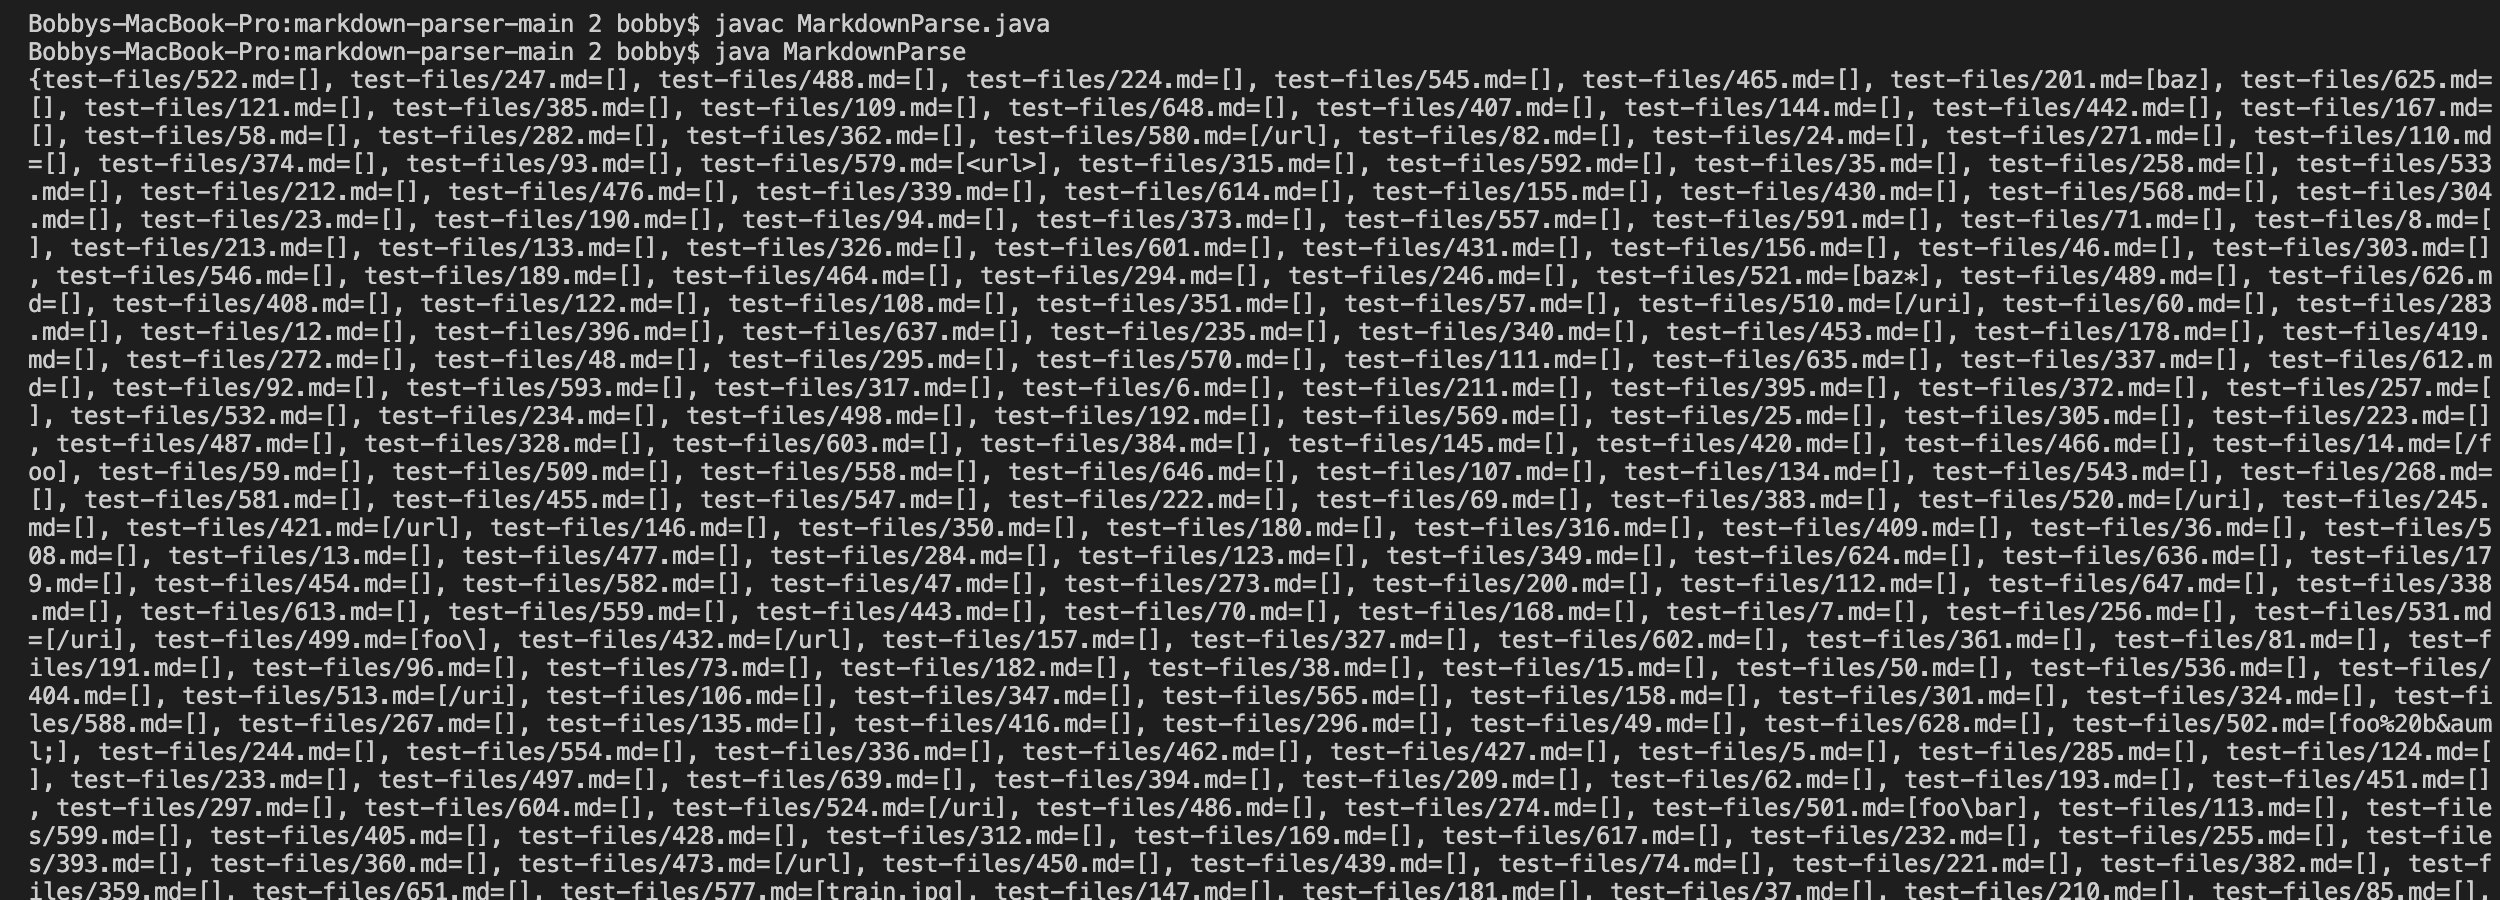 Bobbys-MacBook-Pro:markdown-parser-main 2 bobby$ javac MarkdownParse.java
Bobbys-MacBook-Pro:markdown-parser-main 2 bobby$ java MarkdownParse
{test-files/522.md=[], test-files/247.md=[], test-files/488.md=[], test-files/224.md=[], test-files/545.md=[], test-files/465.md=[], test-files/201.md=[baz], test-files/625.md=
[], test-files/121.md=[], test-files/385.md=[], test-files/109.md=[], test-files/648.md=[], test-files/407.md=[], test-files/144.md=[], test-files/442.md=[], test-files/167.md=
[], test-files/58.md=[], test-files/282.md=[], test-files/362.md=[], test-files/580.md=[/url], test-files/82.md=[], test-files/24.md=[], test-files/271.md=[], test-files/110.md
=[], test-files/374.md=[], test-files/93.md=[], test-files/579.md=[<url>], test-files/315.md=[], test-files/592.md=[], test-files/35.md=[], test-files/258.md=[], test-files/533
.md=[], test-files/212.md=[], test-files/476.md=[], test-files/339.md=[], test-files/614.md=[], test-files/155.md=[], test-files/430.md=[], test-files/568.md=[], test-files/304
.md=[], test-files/23.md=[], test-files/190.md=[], test-files/94.md=[], test-files/373.md=[], test-files/557.md=[], test-files/591.md=[], test-files/71.md=[], test-files/8.md=[
], test-files/213.md=[], test-files/133.md=[], test-files/326.md=[], test-files/601.md=[], test-files/431.md=[], test-files/156.md=[], test-files/46.md=[], test-files/303.md=[]
, test-files/546.md=[], test-files/189.md=[], test-files/464.md=[], test-files/294.md=[], test-files/246.md=[], test-files/521.md=[baz*], test-files/489.md=[], test-files/626.m
d=[], test-files/408.md=[], test-files/122.md=[], test-files/108.md=[], test-files/351.md=[], test-files/57.md=[], test-files/510.md=[/uri], test-files/60.md=[], test-files/283
.md=[], test-files/12.md=[], test-files/396.md=[], test-files/637.md=[], test-files/235.md=[], test-files/340.md=[], test-files/453.md=[], test-files/178.md=[], test-files/419.
md=[], test-files/272.md=[], test-files/48.md=[], test-files/295.md=[], test-files/570.md=[], test-files/111.md=[], test-files/635.md=[], test-files/337.md=[], test-files/612.m
d=[], test-files/92.md=[], test-files/593.md=[], test-files/317.md=[], test-files/6.md=[], test-files/211.md=[], test-files/395.md=[], test-files/372.md=[], test-files/257.md=[
], test-files/532.md=[], test-files/234.md=[], test-files/498.md=[], test-files/192.md=[], test-files/569.md=[], test-files/25.md=[], test-files/305.md=[], test-files/223.md=[]
, test-files/487.md=[], test-files/328.md=[], test-files/603.md=[], test-files/384.md=[], test-files/145.md=[], test-files/420.md=[], test-files/466.md=[], test-files/14.md=[/f
oo], test-files/59.md=[], test-files/509.md=[], test-files/558.md=[], test-files/646.md=[], test-files/107.md=[], test-files/134.md=[], test-files/543.md=[], test-files/268.md=
[], test-files/581.md=[], test-files/455.md=[], test-files/547.md=[], test-files/222.md=[], test-files/69.md=[], test-files/383.md=[], test-files/520.md=[/uri], test-files/245.
md=[], test-files/421.md=[/url], test-files/146.md=[], test-files/350.md=[], test-files/180.md=[], test-files/316.md=[], test-files/409.md=[], test-files/36.md=[], test-files/5
08.md=[], test-files/13.md=[], test-files/477.md=[], test-files/284.md=[], test-files/123.md=[], test-files/349.md=[], test-files/624.md=[], test-files/636.md=[], test-files/17
9.md=[], test-files/454.md=[], test-files/582.md=[], test-files/47.md=[], test-files/273.md=[], test-files/200.md=[], test-files/112.md=[], test-files/647.md=[], test-files/338
.md=[], test-files/613.md=[], test-files/559.md=[], test-files/443.md=[], test-files/70.md=[], test-files/168.md=[], test-files/7.md=[], test-files/256.md=[], test-files/531.md
=[/uri], test-files/499.md=[foo\], test-files/432.md=[/url], test-files/157.md=[], test-files/327.md=[], test-files/602.md=[], test-files/361.md=[], test-files/81.md=[], test-f
iles/191.md=[], test-files/96.md=[], test-files/73.md=[], test-files/182.md=[], test-files/38.md=[], test-files/15.md=[], test-files/50.md=[], test-files/536.md=[], test-files/
404.md=[], test-files/513.md=[/uri], test-files/106.md=[], test-files/347.md=[], test-files/565.md=[], test-files/158.md=[], test-files/301.md=[], test-files/324.md=[], test-fi
les/588.md=[], test-files/267.md=[], test-files/135.md=[], test-files/416.md=[], test-files/296.md=[], test-files/49.md=[], test-files/628.md=[], test-files/502.md=[foo%20b&aum
l;], test-files/244.md=[], test-files/554.md=[], test-files/336.md=[], test-files/462.md=[], test-files/427.md=[], test-files/5.md=[], test-files/285.md=[], test-files/124.md=[
], test-files/233.md=[], test-files/497.md=[], test-files/639.md=[], test-files/394.md=[], test-files/209.md=[], test-files/62.md=[], test-files/193.md=[], test-files/451.md=[]
, test-files/297.md=[], test-files/604.md=[], test-files/524.md=[/uri], test-files/486.md=[], test-files/274.md=[], test-files/501.md=[foo\bar], test-files/113.md=[], test-file
s/599.md=[], test-files/405.md=[], test-files/428.md=[], test-files/312.md=[], test-files/169.md=[], test-files/617.md=[], test-files/232.md=[], test-files/255.md=[], test-file
s/393.md=[], test-files/360.md=[], test-files/473.md=[/url], test-files/450.md=[], test-files/439.md=[], test-files/74.md=[], test-files/221.md=[], test-files/382.md=[], test-f
iles/359.md=[], test-files/651.md=[], test-files/577.md=[train.jpg], test-files/147.md=[], test-files/181.md=[], test-files/37.md=[], test-files/210.md=[], test-files/85.md=[],